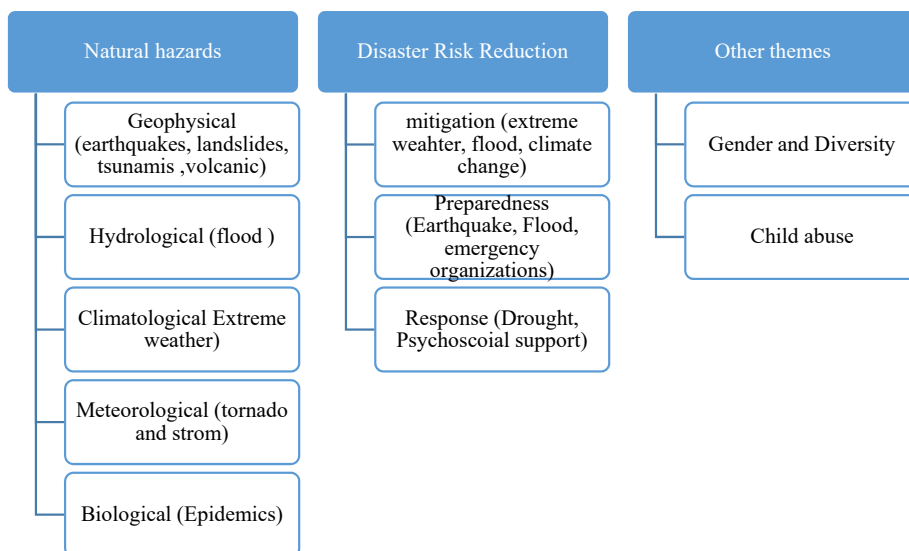 Natural hazards
Geophysical
(earthquakes, landslides,
tsunamis ,volcanic)
Hydrological (flood )
Climatological Extreme
weather)
Meteorological (tornado
and strom)
Biological (Epidemics)
Disaster Risk Reduction
mitigation (extreme
weahter, flood, climate
change)
Preparedness
(Earthquake, Flood,
emergency
organizations)
Response (Drought,
Psychoscoial support)
Other themes
Gender and Diversity
Child abuse